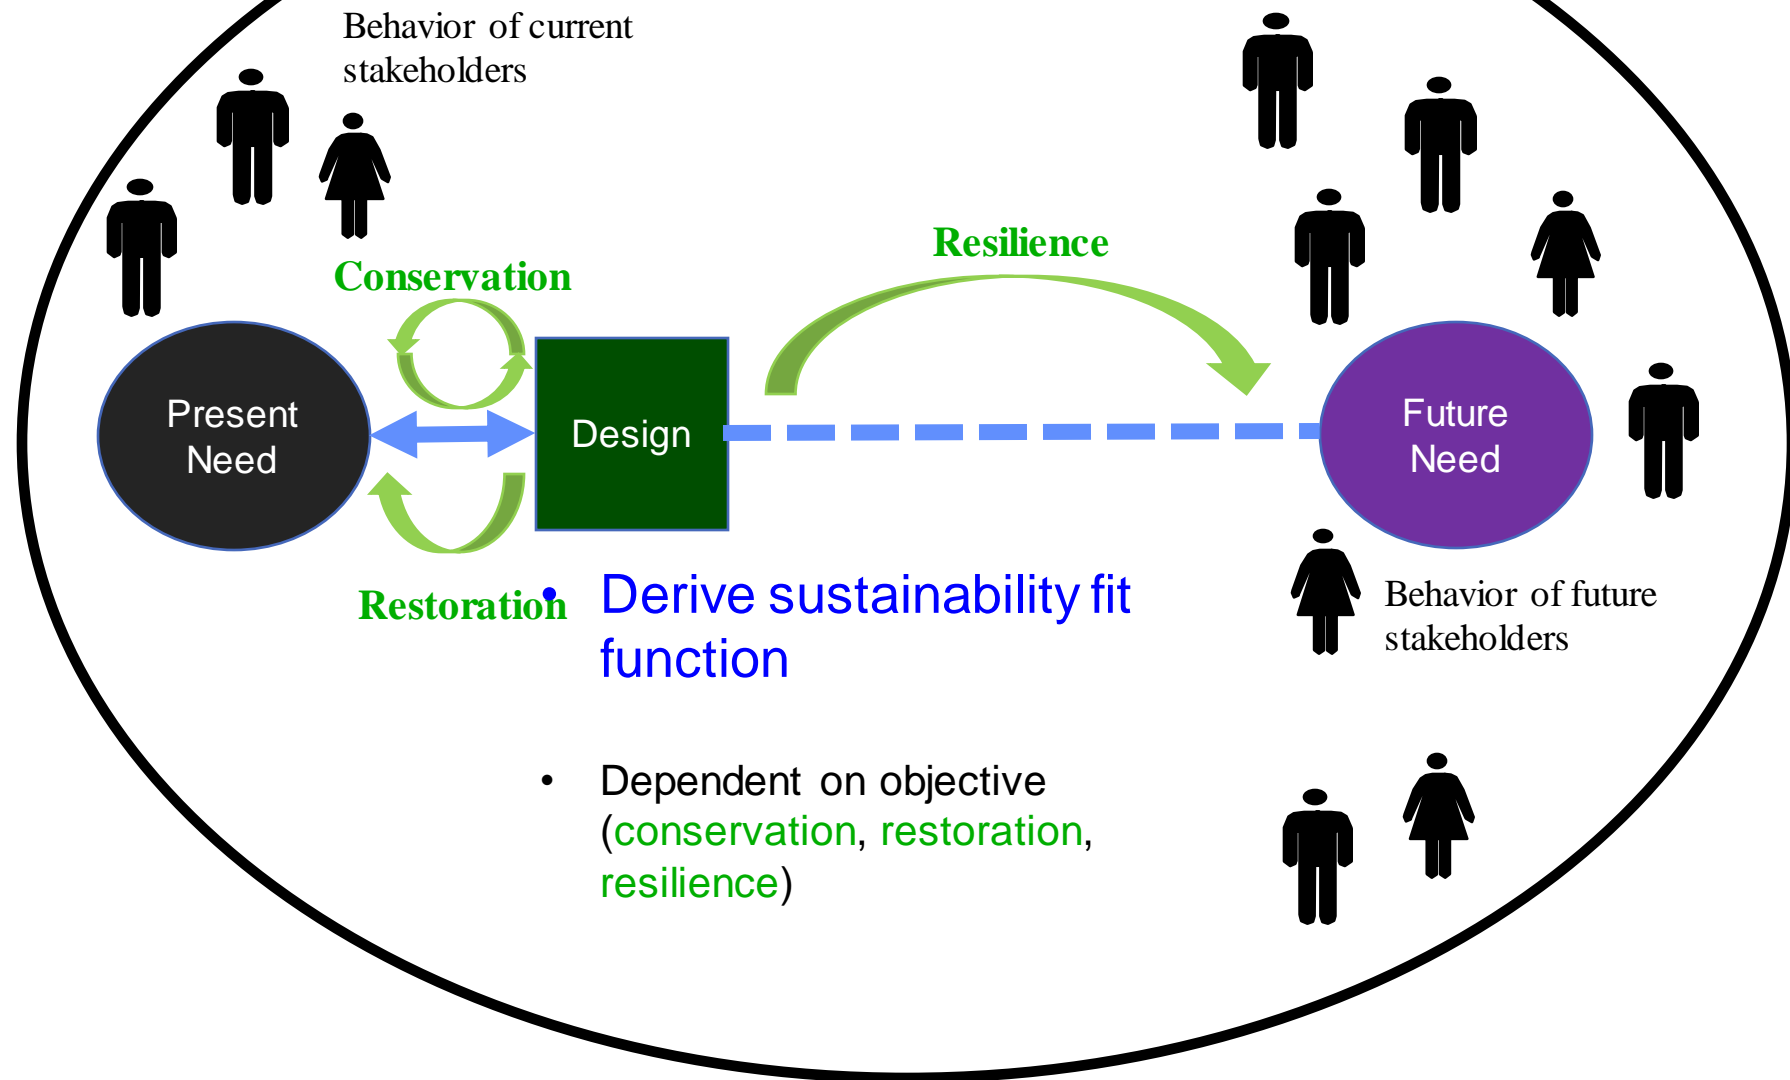 Behavior of current
stakeholders
Resilience
Conservation
Present
Need
Design
Future
Need
Restoration
• Derive sustainability fit
function
Behavior of future
stakeholders
• Dependent on objective
(conservation, restoration,
resilience)